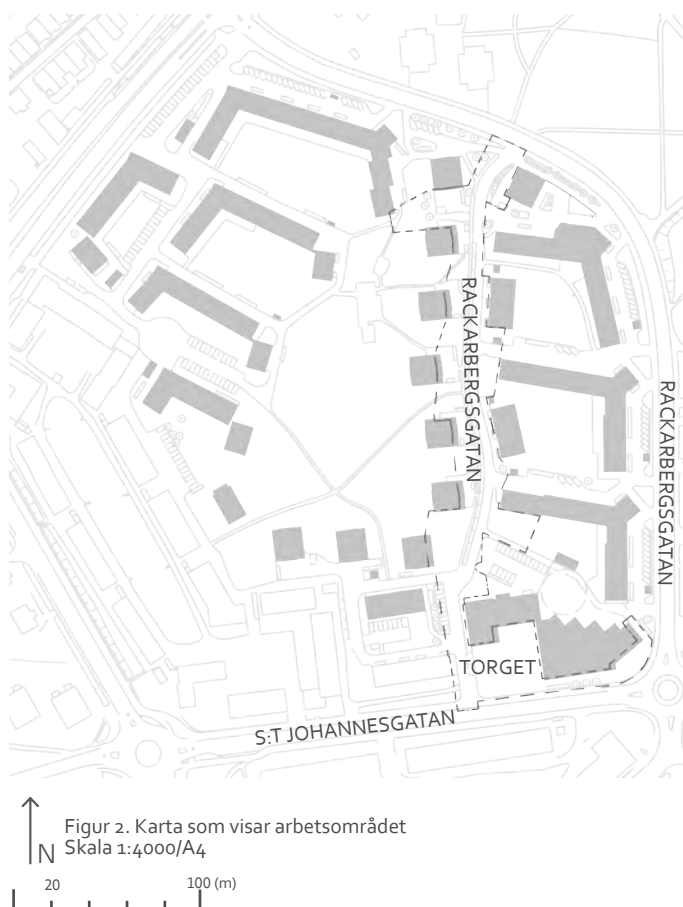 RACKARBERGSGATAN
RACKARBERGSGATAN
TORGET
S:T JOHANNESGATAN
N
Figur 2. Karta som visar arbetsområdet
Skala 1:4000/A4
20
100 (m)